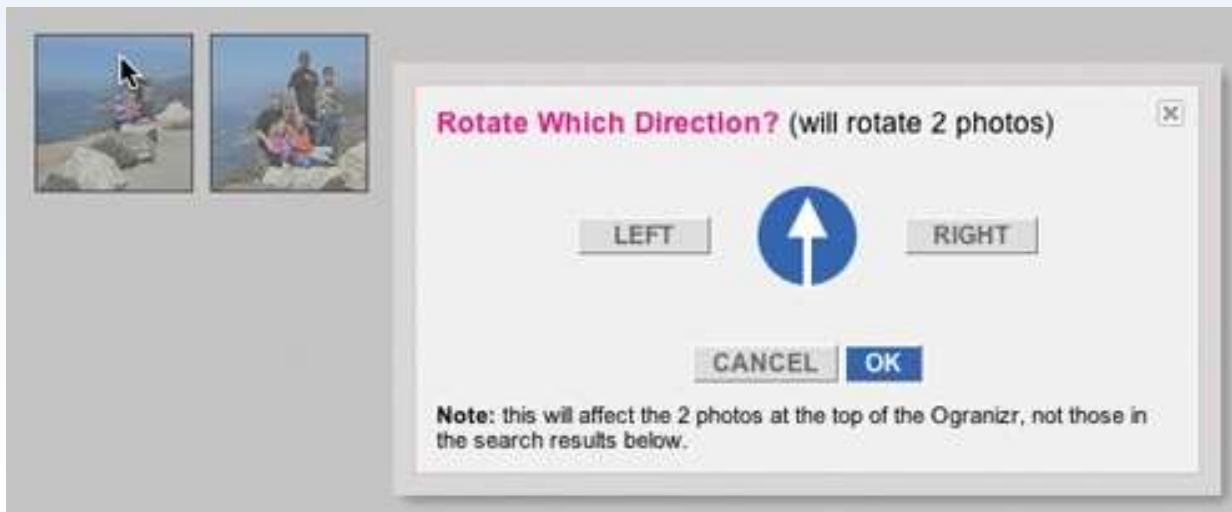 Rotate Which Direction? (will rotate 2 photos)
LEFT
RIGHT
CANCEL
OK
Note: this will affect the 2 photos at the top of the Ogranizr, not those in
the search results below.